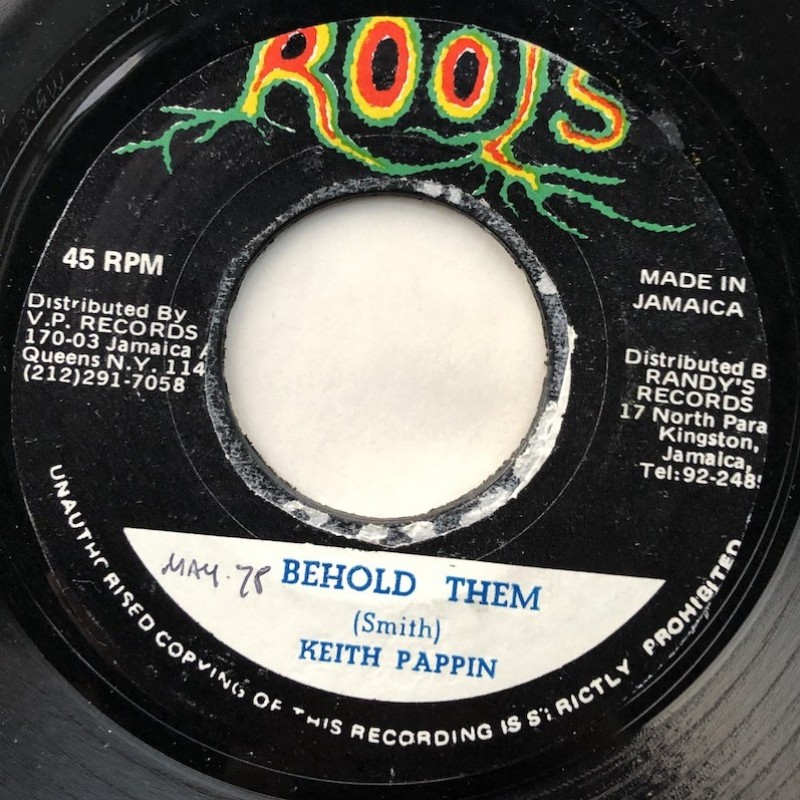 ROOTS
45 RPM
Distributed By
V.P. RECORDS
170-03 Jamaica A
Queens N.Y. 114
(212)291-7058
MADE IN
JAMAICA
Distributed B
RANDY'S
RECORDS
17 North Para
Kingston,
Jamaica,
Tel:92-248
MAY. 78
BEHOLD THEM
(Smith)
KEITH PAPPIN
UNAUTHORISED COPYING OF THIS RECORDING IS STRICTLY PROHIBITED